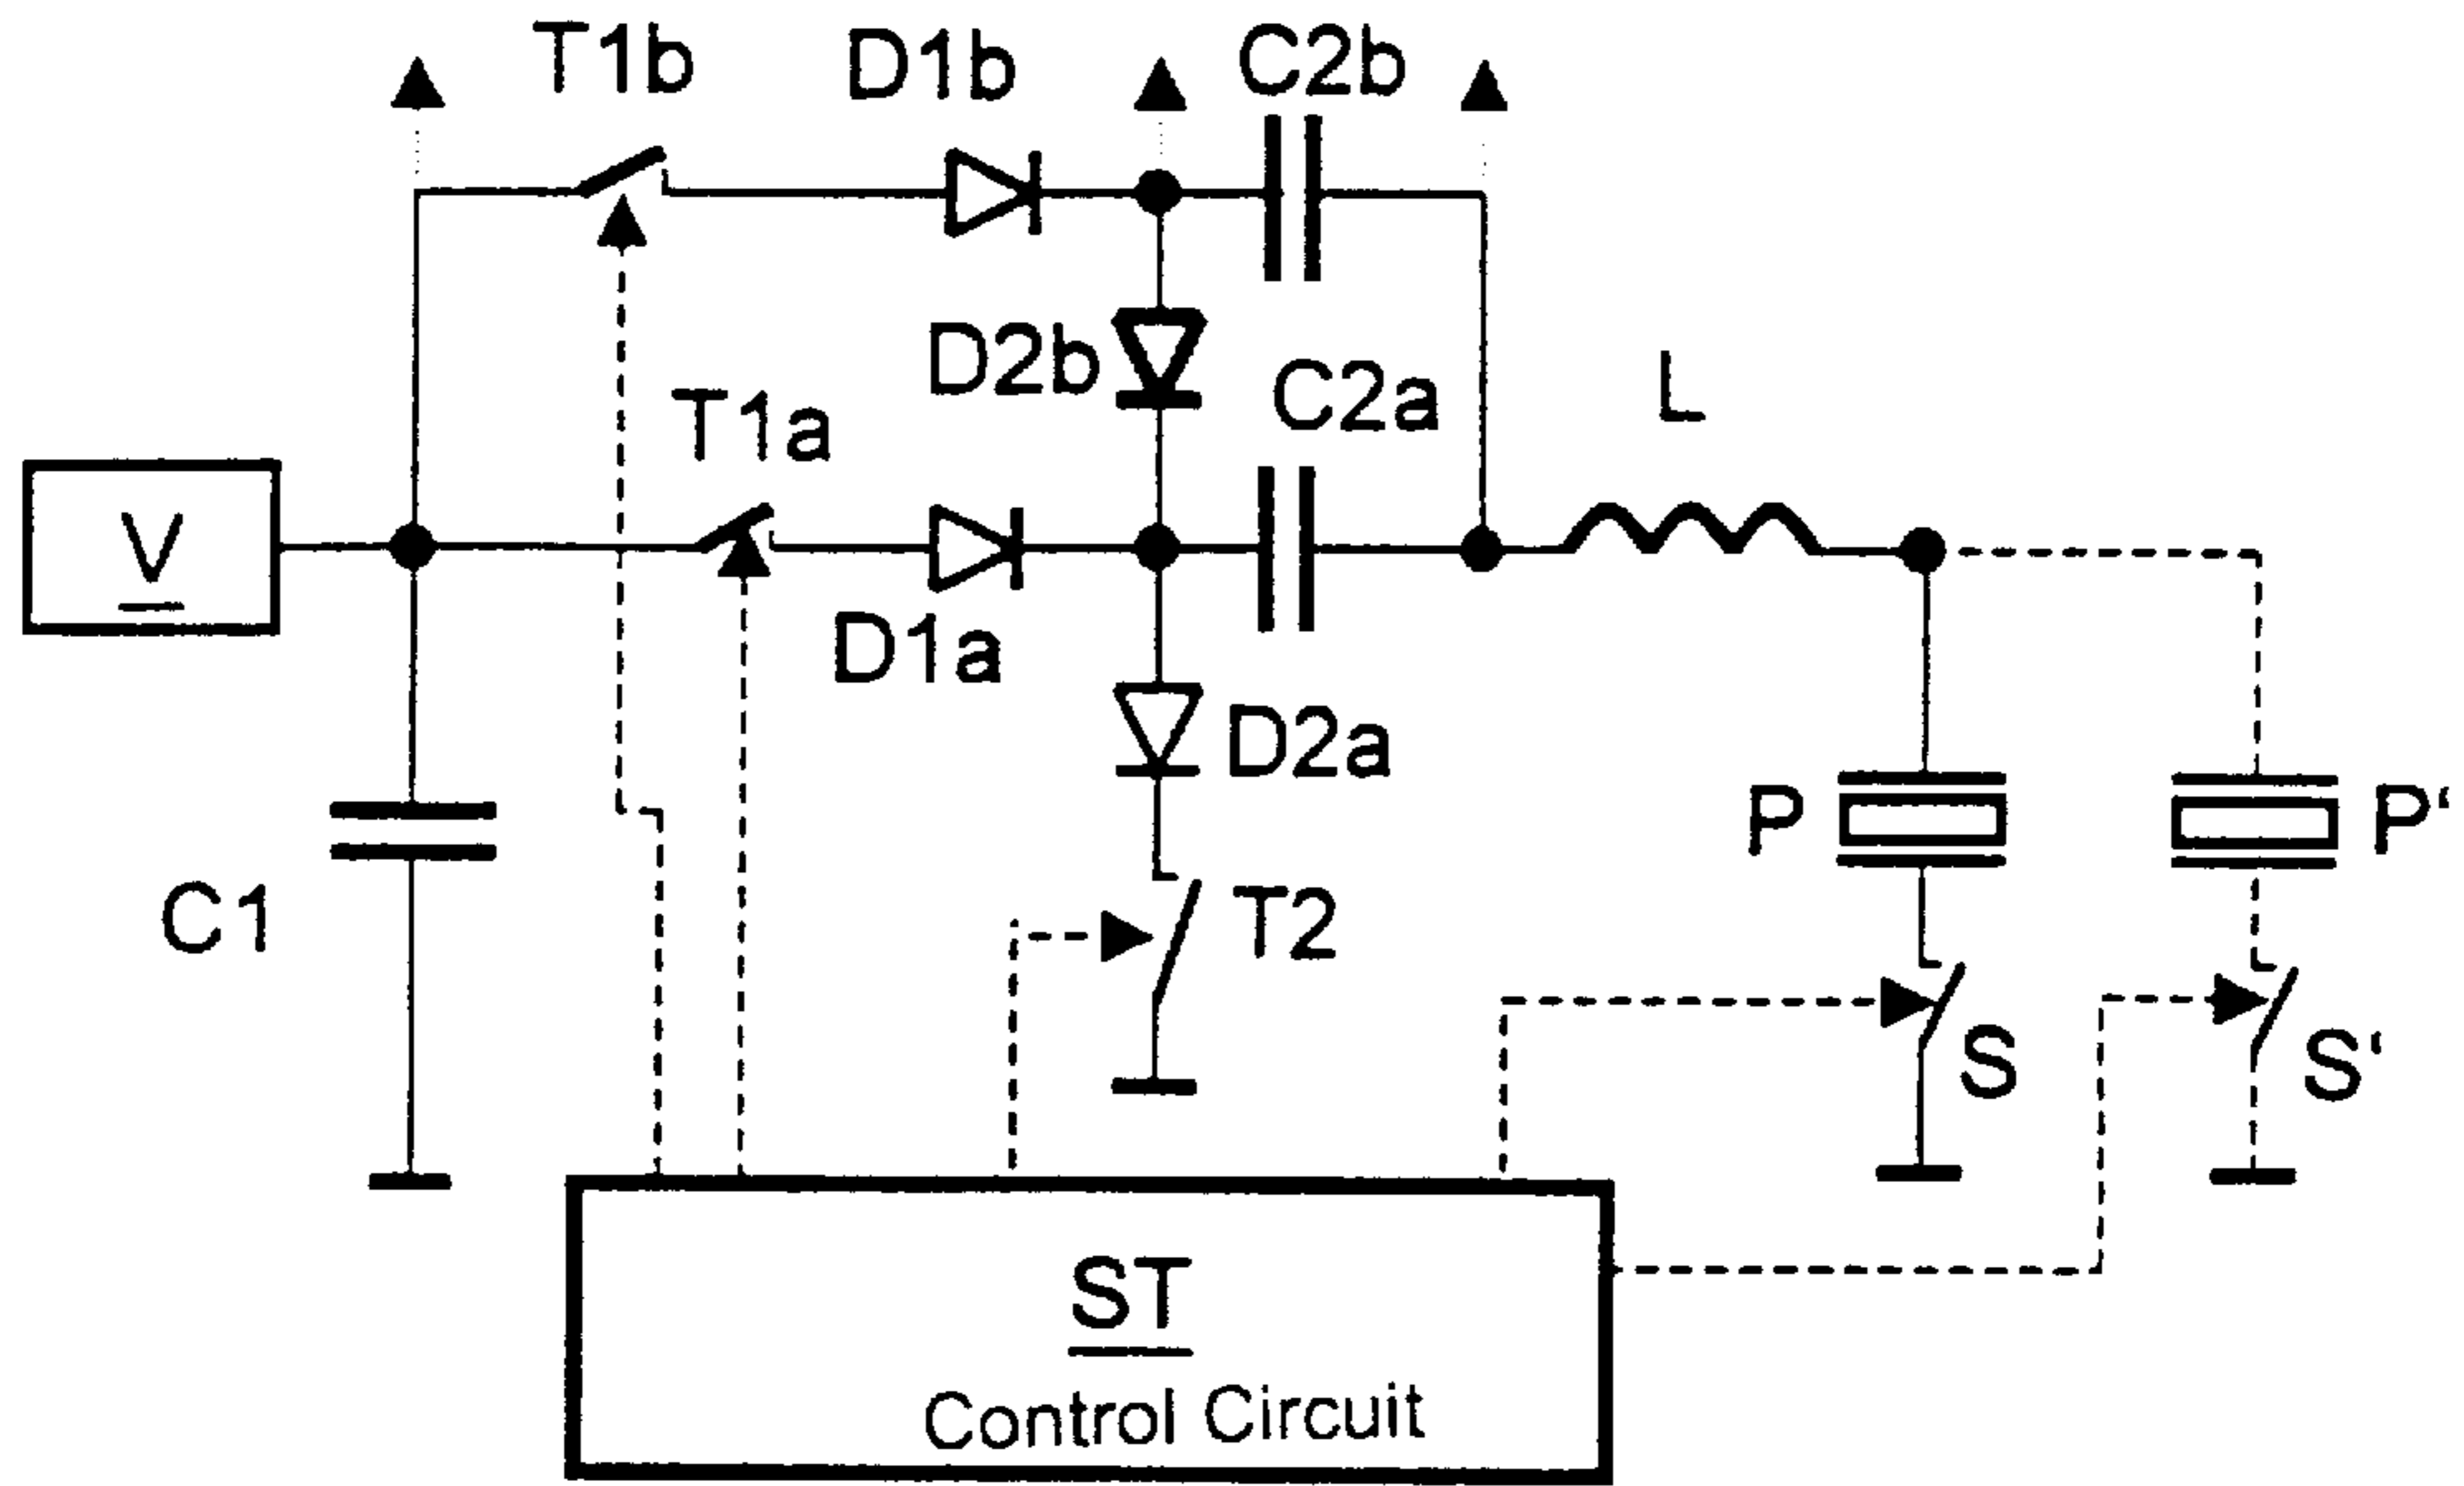 T1b
D1b
C2b
D2b
C2a
T1a
L
V
D1a
D2a
P
P'
C1
T2
S
S'
ST
Control Circuit